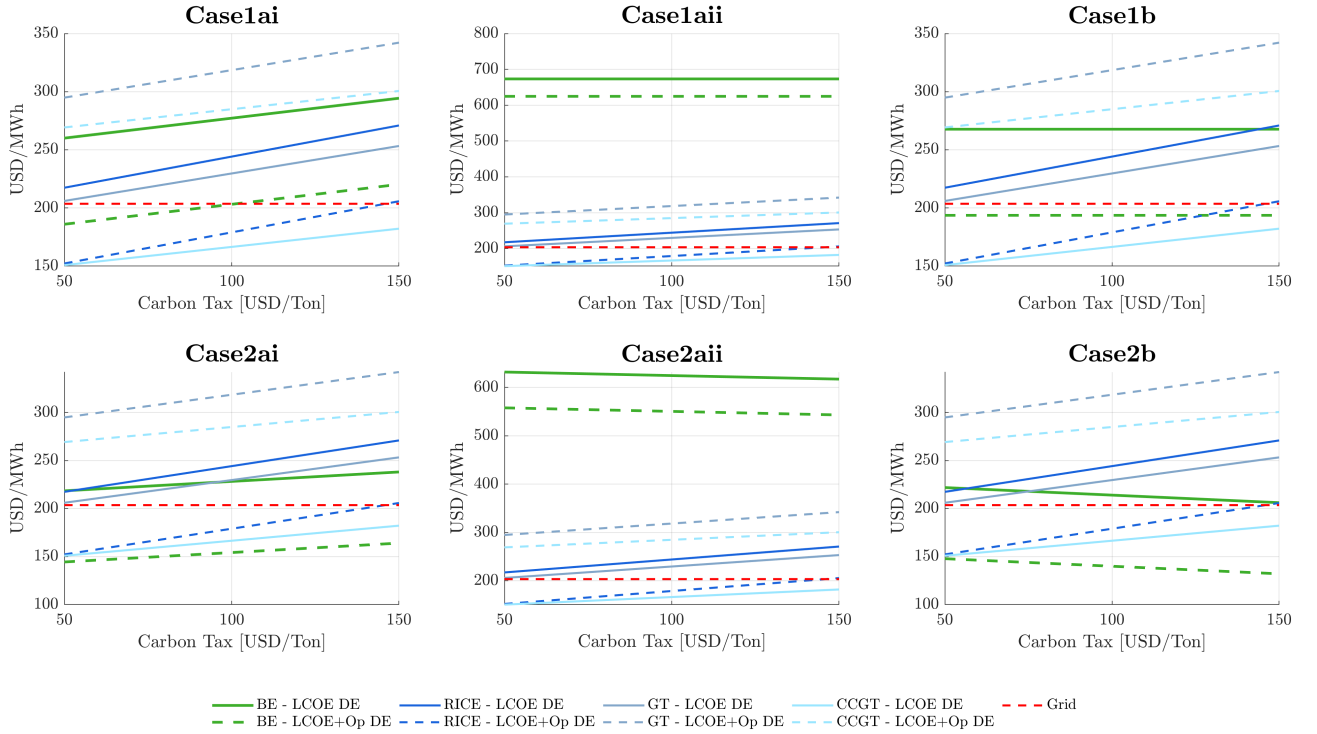 Case1ai
Case1aii
Case1b
350
300
250
200
150
USD/MWh
50
100
150
Carbon Tax [USD/Ton]
800
700
600
500
400
300
200
USD/MWh
50
100
150
Carbon Tax [USD/Ton]
350
300
250
200
150
USD/MWh
50
100
150
Carbon Tax [USD/Ton]
Case2ai
Case2aii
Case2b
300
250
200
150
100
USD/MWh
50
100
150
Carbon Tax [USD/Ton]
600
500
400
300
200
USD/MWh
50
100
150
Carbon Tax [USD/Ton]
300
250
200
150
100
USD/MWh
50
100
150
Carbon Tax [USD/Ton]
BE - LCOE DE
RICE - LCOE DE
GT - LCOE DE
CCGT - LCOE DE
Grid
BE - LCOE+Op DE
RICE - LCOE+Op DE
GT - LCOE+Op DE
CCGT - LCOE+Op DE